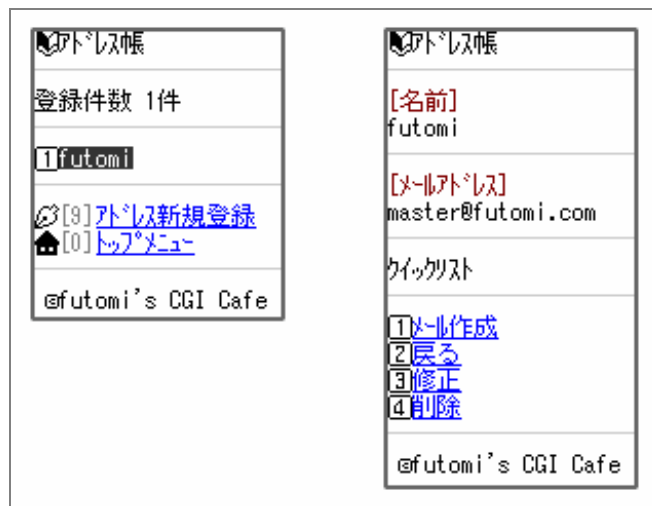 ｱﾄﾞﾚｽ帳
登録件数 1件
1futomi
[9]ｱﾄﾞﾚｽ新規登録
[0]ﾄｯﾌﾟﾒﾆｭｰ
©futomi's CGI Cafe
ｱﾄﾞﾚｽ帳
[名前]
futomi
[ﾒｰﾙｱﾄﾞﾚｽ]
master@futomi.com
ｸｲｯｸﾘｽﾄ
1ﾒｰﾙ作成
2戻る
3修正
4削除
©futomi's CGI Cafe